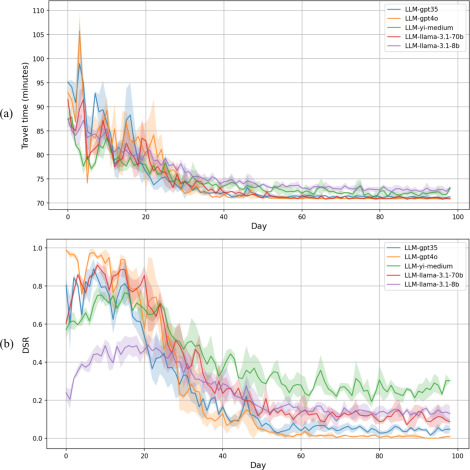 (a)
Travel time (minutes)
110
105
100
95
90
85
80
75
70
0
20
40
60
80
100
Day
LLM-gpt35
LLM-gpt4o
LLM-yi-medium
LLM-llama-3.1-70b
LLM-llama-3.1-8b
(b)
DSR
1.0
0.8
0.6
0.4
0.2
0.0
0
20
40
60
80
100
Day
LLM-gpt35
LLM-gpt4o
LLM-yi-medium
LLM-llama-3.1-70b
LLM-llama-3.1-8b